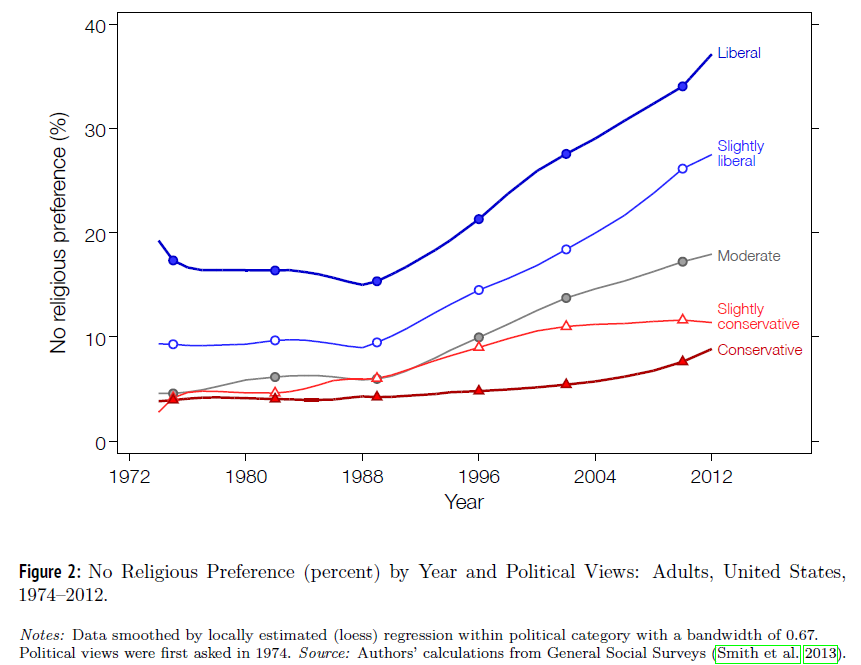 40
30
20
10
0
No religious preference (%)
Liberal
Slightly
liberal
Moderate
Slightly
conservative
Conservative
1972 1980 1988 1996 2004 2012
Year
Figure 2: No Religious Preference (percent) by Year and Political Views: Adults, United States,
1974–2012.
Notes: Data smoothed by locally estimated (loess) regression within political category with a bandwidth of 0.67.
Political views were first asked in 1974. Source: Authors' calculations from General Social Surveys (Smith et al. 2013).